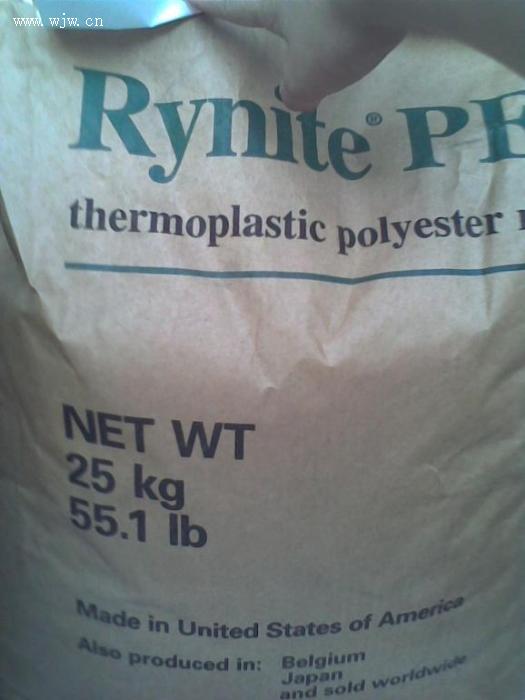 www.wjw.cn
Rynite® PE
thermoplastic polyester
NET WT
25 kg
55.1 lb
Made in United States of America
Also produced in: Belgium
Japan
and sold worldwide